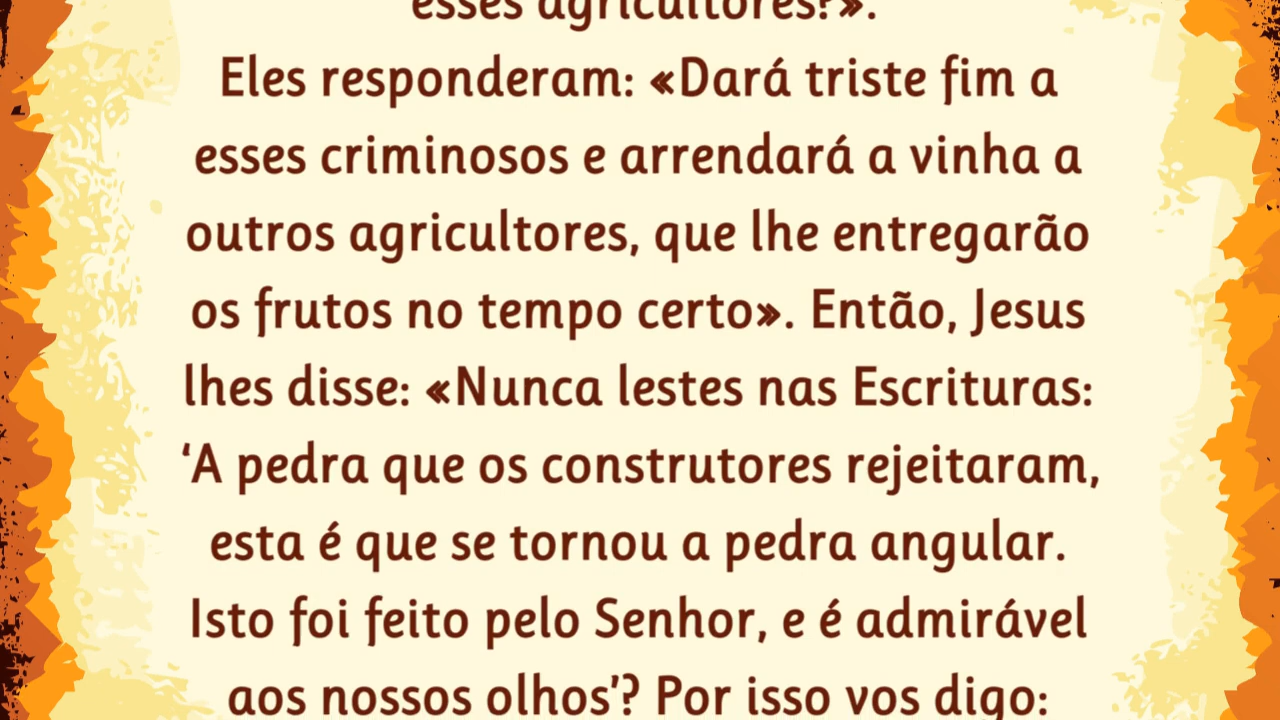 esses agricultores?».
Eles responderam: «Dará triste fim a
esses criminosos e arrendará a vinha a
outros agricultores, que lhe entregarão
os frutos no tempo certo». Então, Jesus
lhes disse: «Nunca lestes nas Escrituras:
‘A pedra que os construtores rejeitaram,
esta é que se tornou a pedra angular.
Isto foi feito pelo Senhor, e é admirável
aos nossos olhos’? Por isso vos digo: